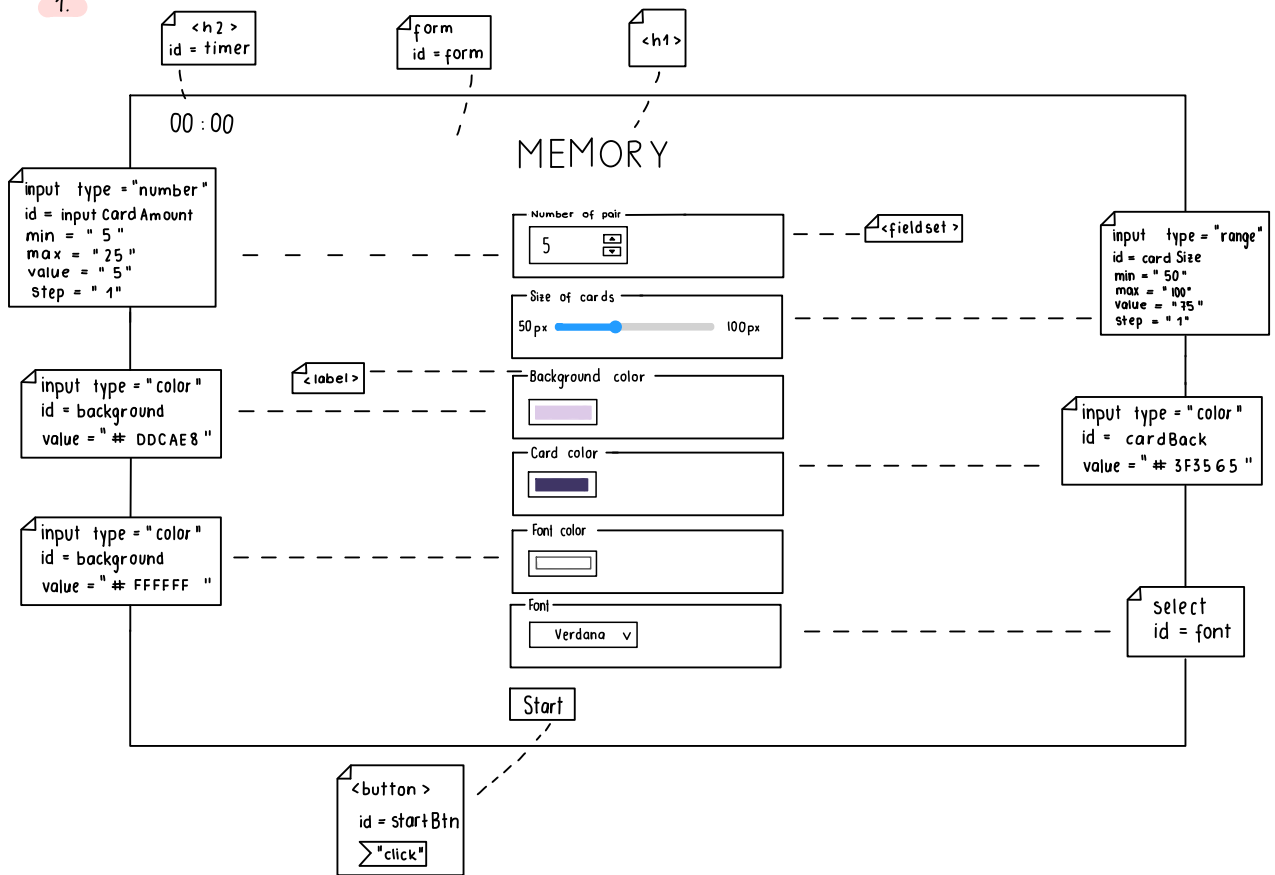 1.
<h2>
id = timer
form
id = form
<h1>
00 : 00
MEMORY
input type = "number"
id = input Card Amount
min = " 5 "
max = " 25 "
value = " 5 "
step = " 1"
Number of pair
5
<fieldset>
input type = "range"
id = card Size
min = " 50 "
max = " 100"
value = " 75 "
step = " 1"
Size of cards
50px
100px
<label>
Background color
input type = "color"
id = background
value = " # DDCAE8 "
Card color
input type = "color"
id = cardBack
value = " # 3F3565 "
Font color
input type = "color"
id = background
value = " # FFFFFF "
Font
Verdana v
select
id = font
Start
<button>
id = startBtn
"click"